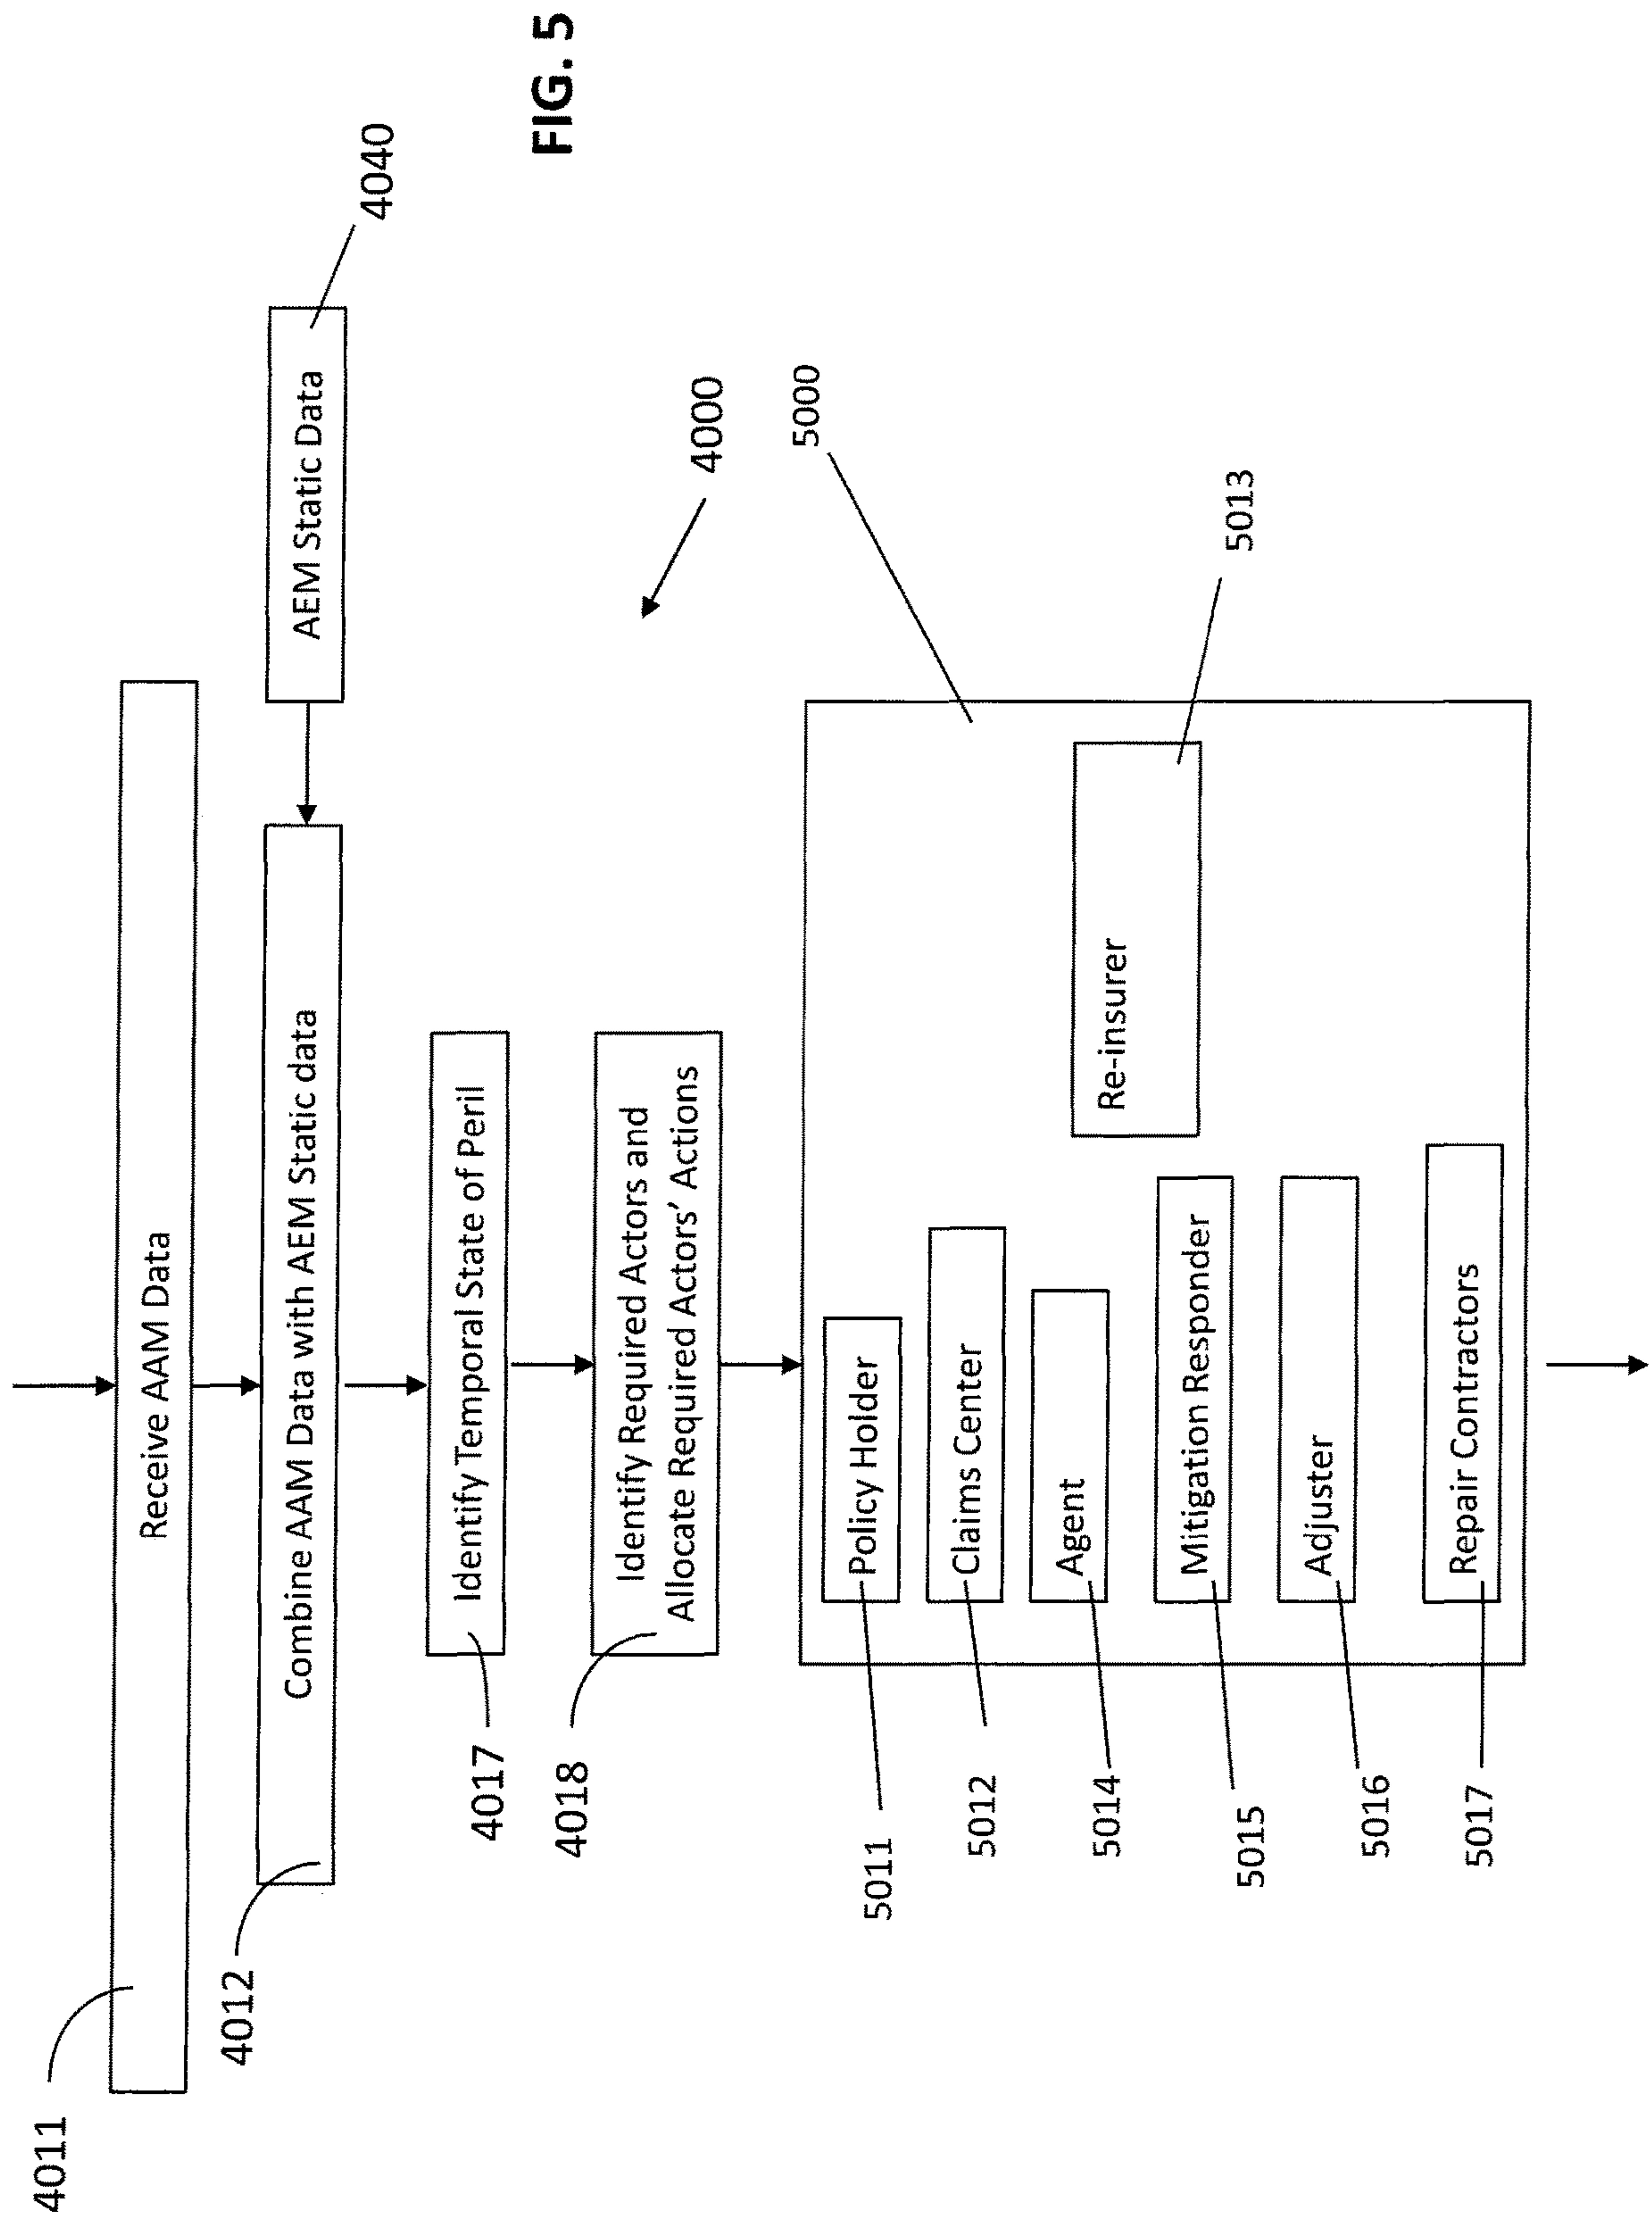 4011
Receive AAM Data
4012
Combine AAM Data with AEM Static data
AEM Static Data
4040
4017
Identify Temporal State of Peril
4018
Identify Required Actors and
Allocate Required Actors’ Actions
4000
5000
5011
Policy Holder
5012
Claims Center
5014
Agent
Re-insurer
5013
5015
Mitigation Responder
5016
Adjuster
5017
Repair Contractors
FIG. 5